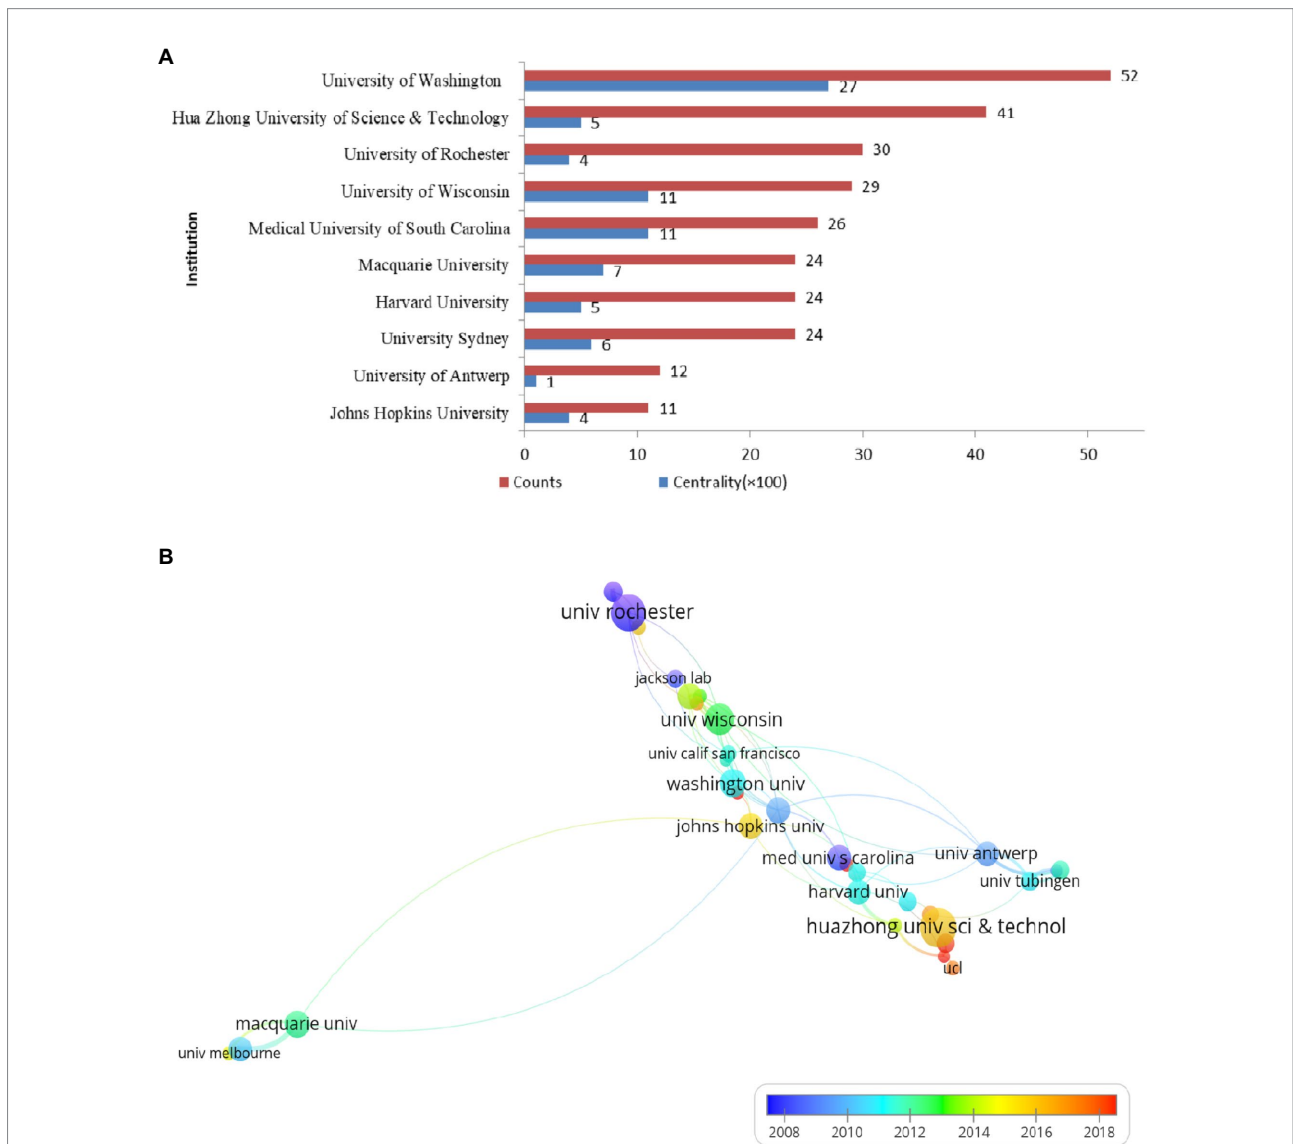 A
University of Washington 52
27
Hua Zhong University of Science & Technology 41
5
University of Rochester 30
4
University of Wisconsin 29
11
Medical University of South Carolina 26
11
Macquarie University 24
7
Harvard University 24
5
University Sydney 24
6
University of Antwerp 12
1
Johns Hopkins University 11
4
Institution
0 10 20 30 40 50
Counts Centrality(×100)
B
univ rochester
jackson lab
univ wisconsin
univ calif san francisco
washington univ
johns hopkins univ
med univ s carolina
univ antwerp
univ tubingen
harvard univ
huazhong univ sci & technol
ucl
macquarie univ
univ melbourne
2008 2010 2012 2014 2016 2018